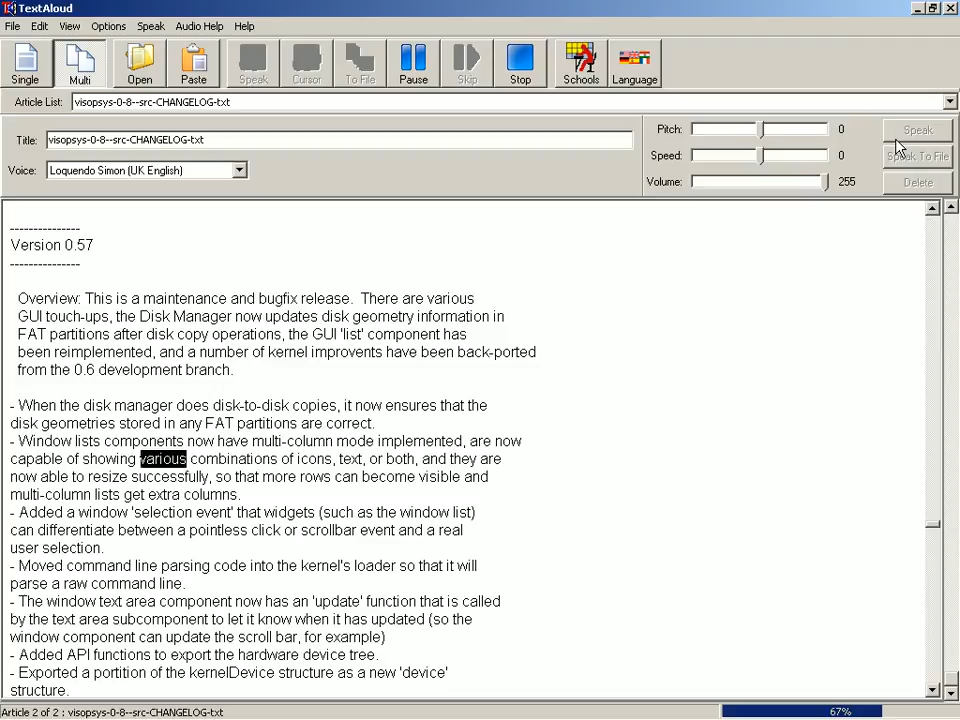 TextAloud
File Edit View Options Speak Audio Help Help
Single Multi Open Paste Speak Cursor To File Pause Skip Stop Schools Language
Article List: visopsys-0-8--src-CHANGELOG-txt
Title: visopsys-0-8--src-CHANGELOG-txt
Voice: Loquendo Simon (UK English)
Pitch: 0 Speak
Speed: 0 Speak To File
Volume: 255 Delete
---------------
Version 0.57
---------------
Overview: This is a maintenance and bugfix release. There are various
GUI touch-ups, the Disk Manager now updates disk geometry information in
FAT partitions after disk copy operations, the GUI 'list' component has
been reimplemented, and a number of kernel improvents have been back-ported
from the 0.6 development branch.
- When the disk manager does disk-to-disk copies, it now ensures that the
disk geometries stored in any FAT partitions are correct.
- Window lists components now have multi-column mode implemented, are now
capable of showing various combinations of icons, text, or both, and they are
now able to resize successfully, so that more rows can become visible and
multi-column lists get extra columns.
- Added a window 'selection event' that widgets (such as the window list)
can differentiate between a pointless click or scrollbar event and a real
user selection.
- Moved command line parsing code into the kernel's loader so that it will
parse a raw command line.
- The window text area component now has an 'update' function that is called
by the text area subcomponent to let it know when it has updated (so the
window component can update the scroll bar, for example)
- Added API functions to export the hardware device tree.
- Exported a partition of the kernelDevice structure as a new 'device'
structure.
Article 2 of 2 : visopsys-0-8--src-CHANGELOG-txt 67%